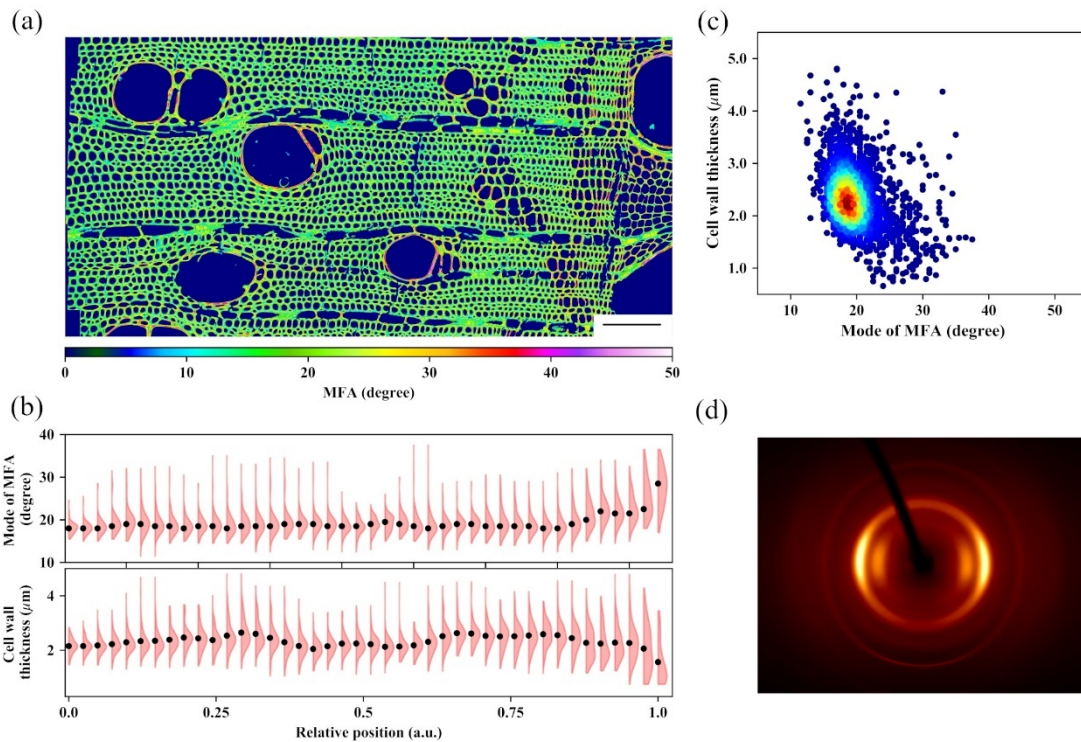 (a)
0 10 20 30 40 50
MFA (degree)
(b)
40
30
20
10
Mode of MFA
(degree)
4
2
Cell wall
thickness (μm)
0.0 0.25 0.5 0.75 1.0
Relative position (a.u.)
(c)
5.0
4.0
3.0
2.0
1.0
Cell wall thickness (μm)
10 20 30 40 50
Mode of MFA (degree)
(d)